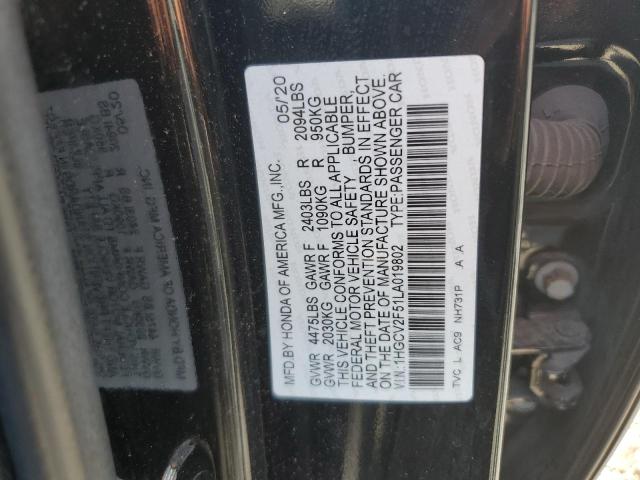 MFD.BY HONDA OF AMERICA MFG.,INC. 05/'20
GVWR 4475LBS GAWR F 2403LBS R 2094LBS
GVWR 2030KG GAWR F 1090KG R 950KG
THIS VEHICLE CONFORMS TO ALL APPLICABLE
FEDERAL MOTOR VEHICLE SAFETY , BUMPER,
AND THEFT PREVENTION STANDARDS IN EFFECT
ON THE DATE OF MANUFACTURE SHOWN ABOVE.
VIN:1HGCV2F51LA019802 TYPE:PASSENGER CAR
TVC L AC9 NH731P A A